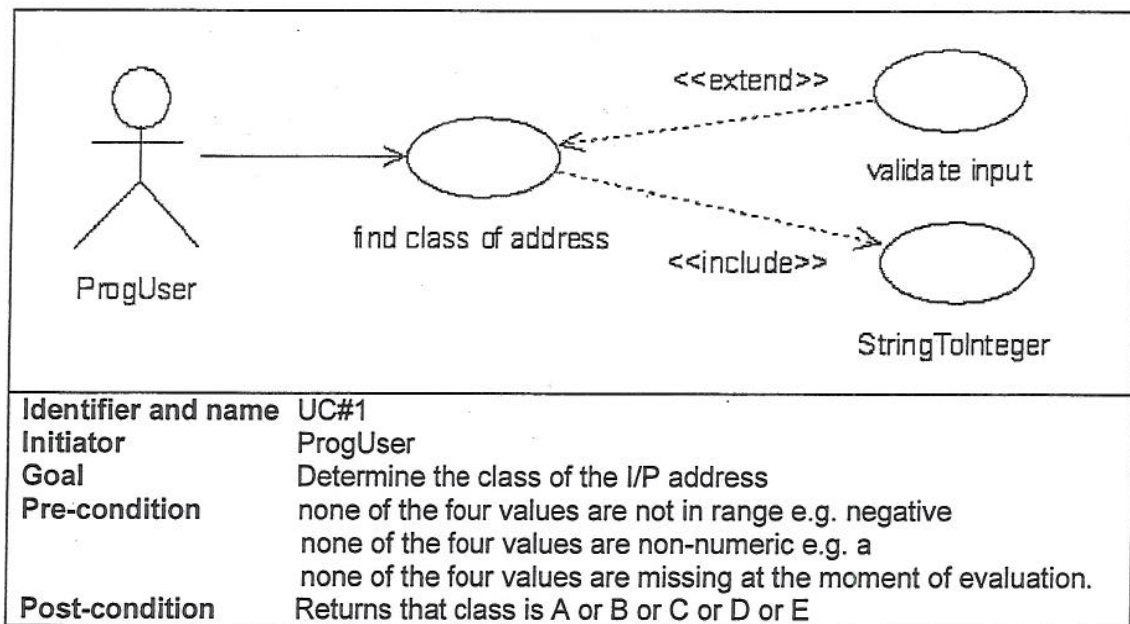 <<extend>>
validate input
find class of address
<<include>>
ProgUser
StringToInteger
Identifier and name UC#1
Initiator ProgUser
Goal Determine the class of the I/P address
Pre-condition none of the four values are not in range e.g. negative
none of the four values are non-numeric e.g. a
none of the four values are missing at the moment of evaluation.
Post-condition Returns that class is A or B or C or D or E